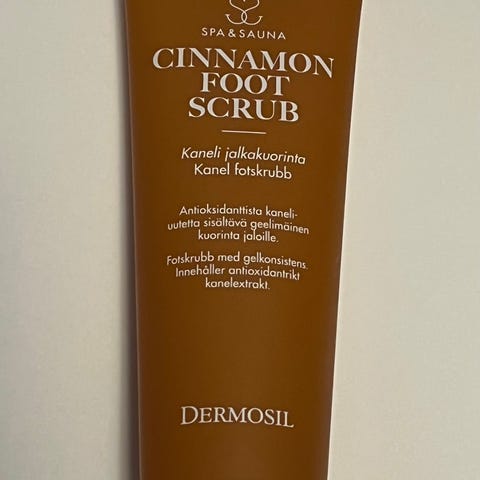 SPA & SAUNA
CINNAMON
FOOT
SCRUB
Kaneli jalkakuorinta
Kanel fotskrubb
Antioksidanttista kaneli-
uutetta sisältävä geelimäinen
kuorinta jaloille.
Fotskrubb med gelkonsistens.
Innehåller antioxidantrikt
kanelextrakt.
DERMOSIL